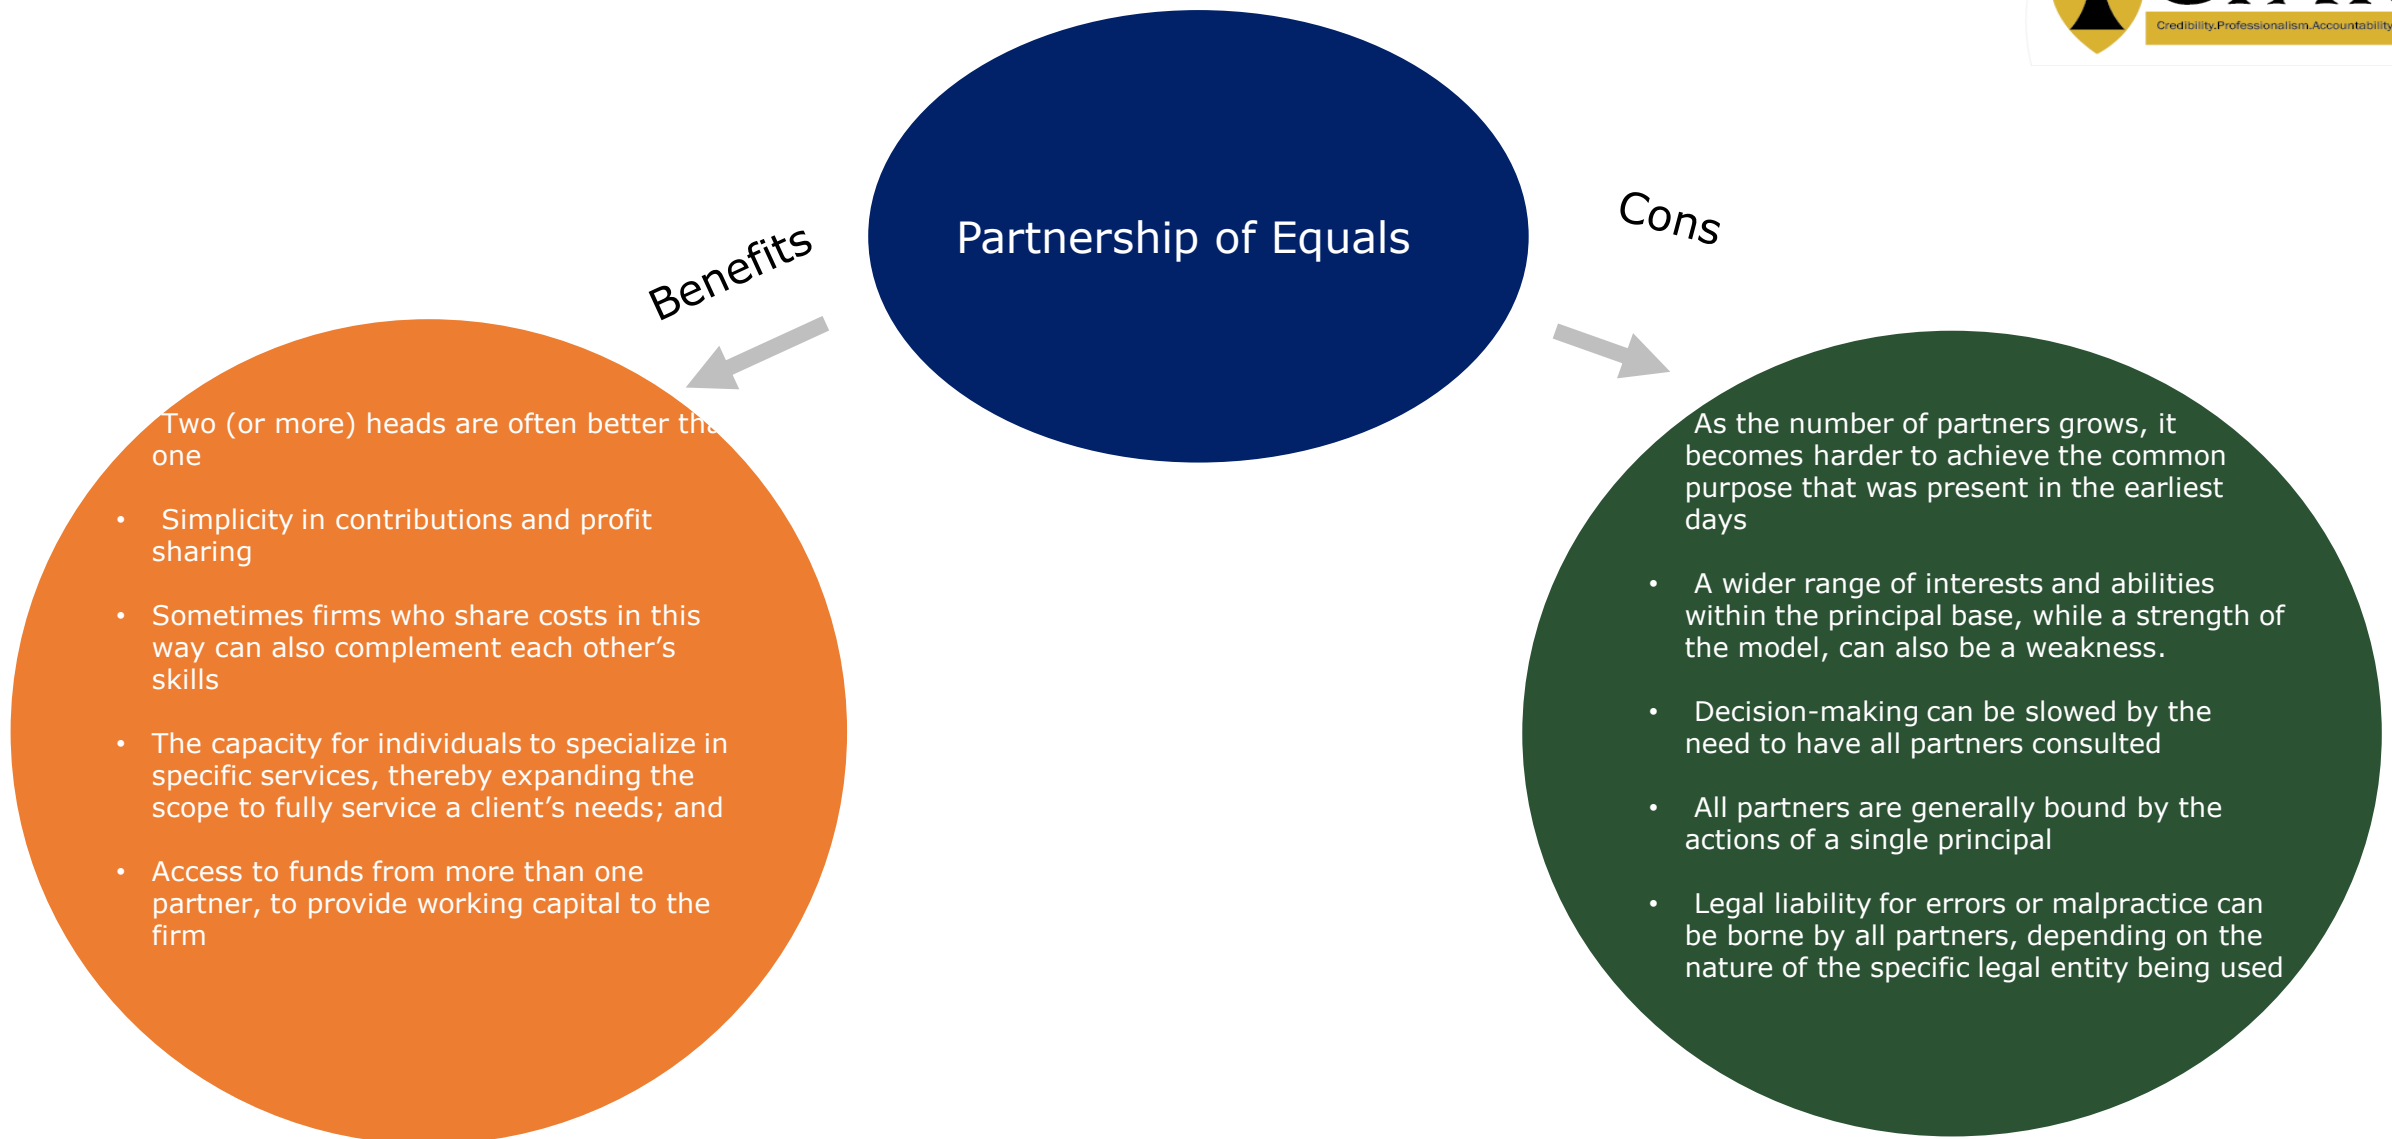 Credibility.Professionalism.Accountability
Partnership of Equals
Benefits
Cons
Two (or more) heads are often better
one
• Simplicity in contributions and profit
sharing
• Sometimes firms who share costs in this
way can also complement each other’s
skills
• The capacity for individuals to specialize in
specific services, thereby expanding the
scope to fully service a client’s needs; and
• Access to funds from more than one
partner, to provide working capital to the
firm
As the number of partners grows, it
becomes harder to achieve the common
purpose that was present in the earliest
days
• A wider range of interests and abilities
within the principal base, while a strength of
the model, can also be a weakness.
• Decision-making can be slowed by the
need to have all partners consulted
• All partners are generally bound by the
actions of a single principal
• Legal liability for errors or malpractice can
be borne by all partners, depending on the
nature of the specific legal entity being used